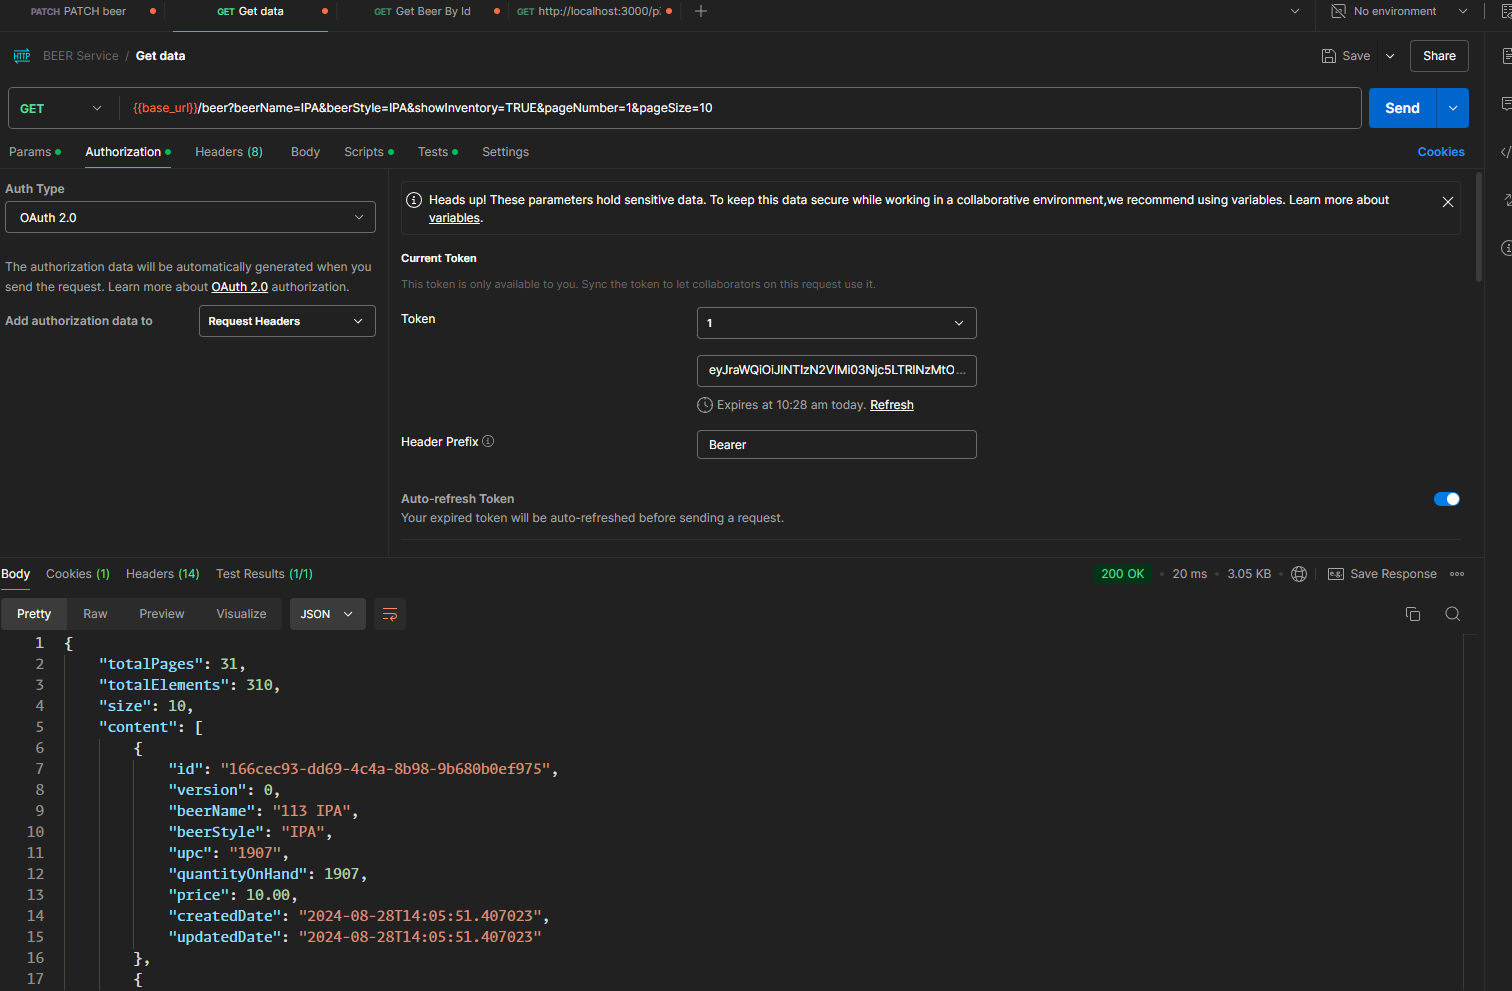 PATCH PATCH beer
GET Get data
GET Get Beer By Id
GET http://localhost:3000/p
No environment
HTTP BEER Service / Get data
Save
Share
GET
{{base_url}}/beer?beerName=IPA&beerStyle=IPA&showInventory=TRUE&pageNumber=1&pageSize=10
Send
Params
Authorization
Headers (8)
Body
Scripts
Tests
Settings
Cookies
Auth Type
OAuth 2.0
The authorization data will be automatically generated when you
send the request. Learn more about OAuth 2.0 authorization.
Add authorization data to
Request Headers
Heads up! These parameters hold sensitive data. To keep this data secure while working in a collaborative environment,we recommend using variables. Learn more about
variables.
Current Token
This token is only available to you. Sync the token to let collaborators on this request use it.
Token
1
Expires at 10:28 am today. Refresh
Header Prefix
Bearer
Auto-refresh Token
Your expired token will be auto-refreshed before sending a request.
Body
Cookies (1)
Headers (14)
Test Results (1/1)
200 OK
20 ms
3.05 KB
e.g.
Save Response
Pretty
Raw
Preview
Visualize
JSON
1 {
2 "totalPages": 31,
3 "totalElements": 310,
4 "size": 10,
5 "content": [
6 {
7 "id": "166cec93-dd69-4c4a-8b98-9b680b0ef975",
8 "version": 0,
9 "beerName": "113 IPA",
10 "beerStyle": "IPA",
11 "upc": "1907",
12 "quantityOnHand": 1907,
13 "price": 10.00,
14 "createdDate": "2024-08-28T14:05:51.407023",
15 "updatedDate": "2024-08-28T14:05:51.407023"
16 },
17 {